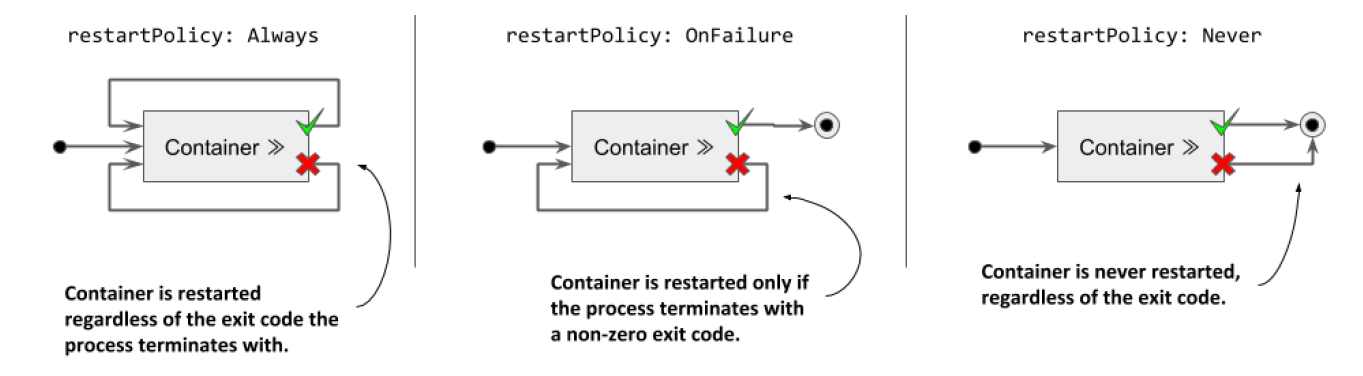 restartPolicy: Always
Container ≫
Container is restarted
regardless of the exit code the
process terminates with.
restartPolicy: OnFailure
Container ≫
Container is restarted only if
the process terminates with
a non-zero exit code.
restartPolicy: Never
Container ≫
Container is never restarted,
regardless of the exit code.